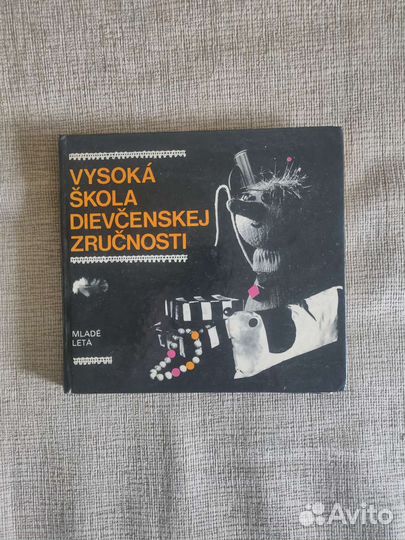 VYSOKÁ
ŠKOLA
DIEVČENSKEJ
ZRUČNOSTI
MLADÉ
LETÁ
Avito